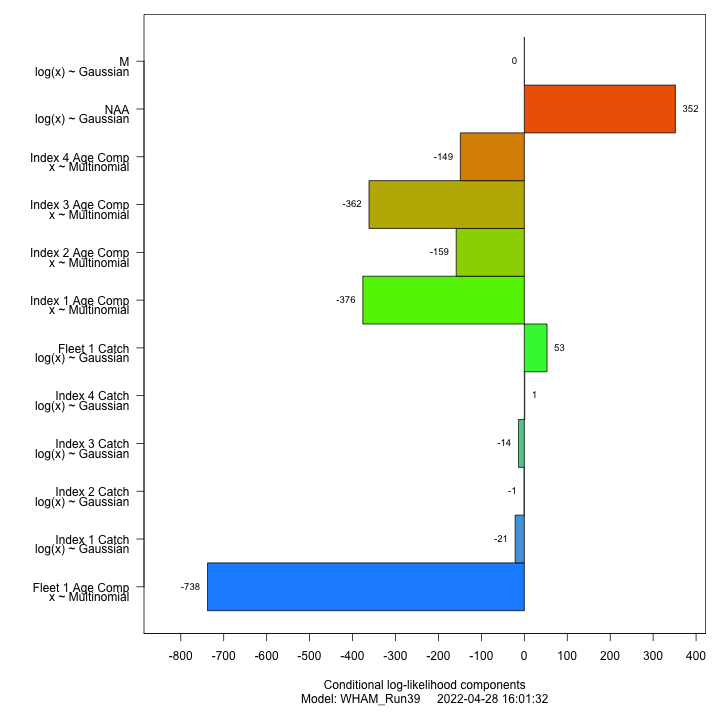 M
log(x) ~ Gaussian
0
NAA
log(x) ~ Gaussian
352
Index 4 Age Comp
x ~ Multinomial
-149
Index 3 Age Comp
x ~ Multinomial
-362
Index 2 Age Comp
x ~ Multinomial
-159
Index 1 Age Comp
x ~ Multinomial
-376
Fleet 1 Catch
log(x) ~ Gaussian
53
Index 4 Catch
log(x) ~ Gaussian
1
Index 3 Catch
log(x) ~ Gaussian
-14
Index 2 Catch
log(x) ~ Gaussian
-1
Index 1 Catch
log(x) ~ Gaussian
-21
Fleet 1 Age Comp
x ~ Multinomial
-738
-800 -700 -600 -500 -400 -300 -200 -100 0 100 200 300 400
Conditional log-likelihood components
Model: WHAM_Run39 2022-04-28 16:01:32